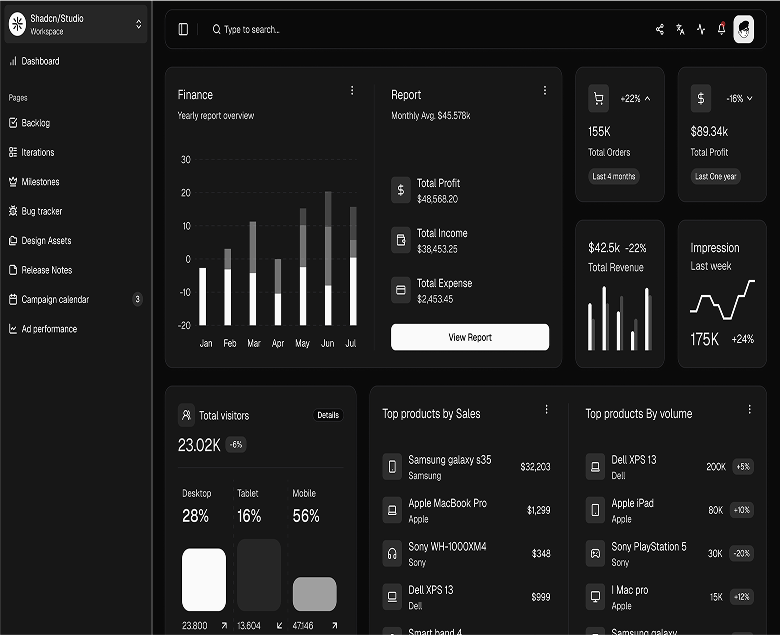 Shadcn/Studio
Workspace
Dashboard
Pages
Backlog
Iterations
Milestones
Bug tracker
Design Assets
Release Notes
Campaign calendar 3
Ad performance
Type to search...
Finance
Yearly report overview
30
20
10
0
-10
-20
Jan Feb Mar Apr May Jun Jul
Report
Monthly Avg. $45.578k
Total Profit
$48,568.20
Total Income
$38,453.25
Total Expense
$2,453.45
View Report
+22%
155K
Total Orders
Last 4 months
-16%
$89.34k
Total Profit
Last One year
$42.5k -22%
Total Revenue
Impression
Last week
175K +24%
Total visitors Details
23.02K -6%
Desktop Tablet Mobile
28% 16% 56%
23.800 13.604 47.146
Top products by Sales
Samsung galaxy s35
Samsung
$32,203
Apple MacBook Pro
Apple
$1,299
Sony WH-1000XM4
Sony
$348
Dell XPS 13
Dell
$999
Smart band 4
Top products By volume
Dell XPS 13
Dell
200K +5%
Apple iPad
Apple
80K +10%
Sony PlayStation 5
Sony
30K -20%
I Mac pro
Apple
15K +12%
Samsung galaxy